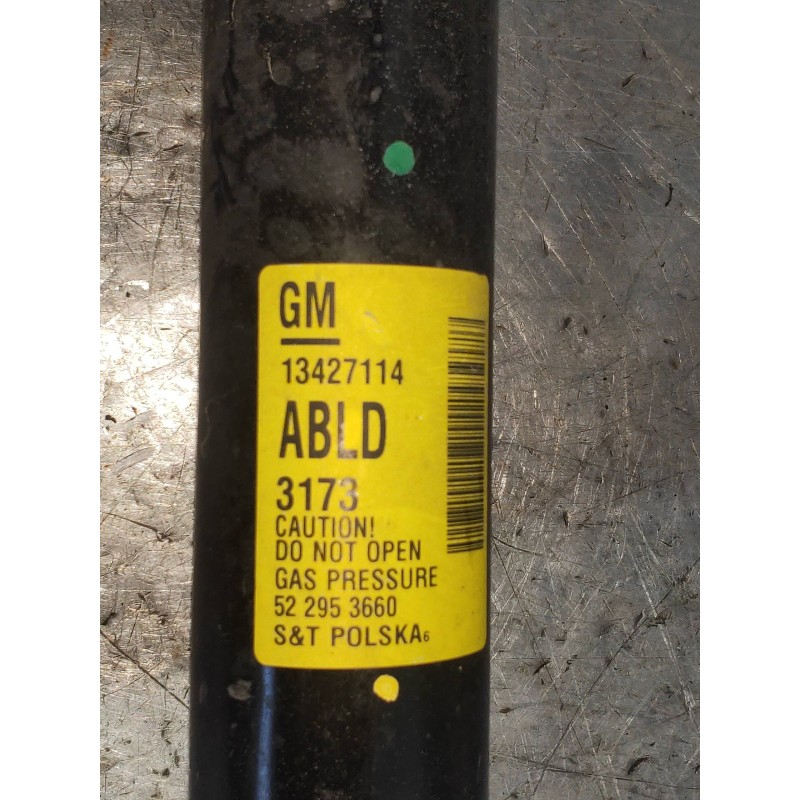 GM
13427114
ABLD
3173
CAUTION!
DO NOT OPEN
GAS PRESSURE
52 295 3660
S&T POLSKA6